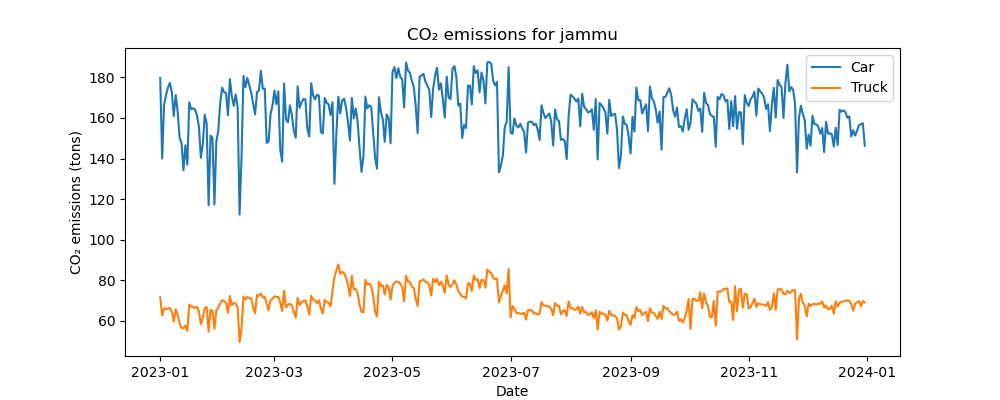 CO₂ emissions for jammu
Car
Truck
CO₂ emissions (tons)
180
160
140
120
100
80
60
2023-01
2023-03
2023-05
2023-07
2023-09
2023-11
2024-01
Date